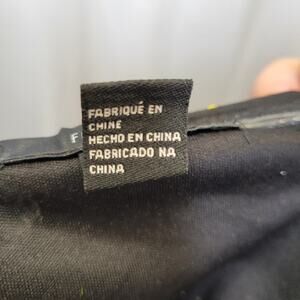 FABRIQUÉ EN
CHINE
HECHO EN CHINA
FABRICADO NA
CHINA
F